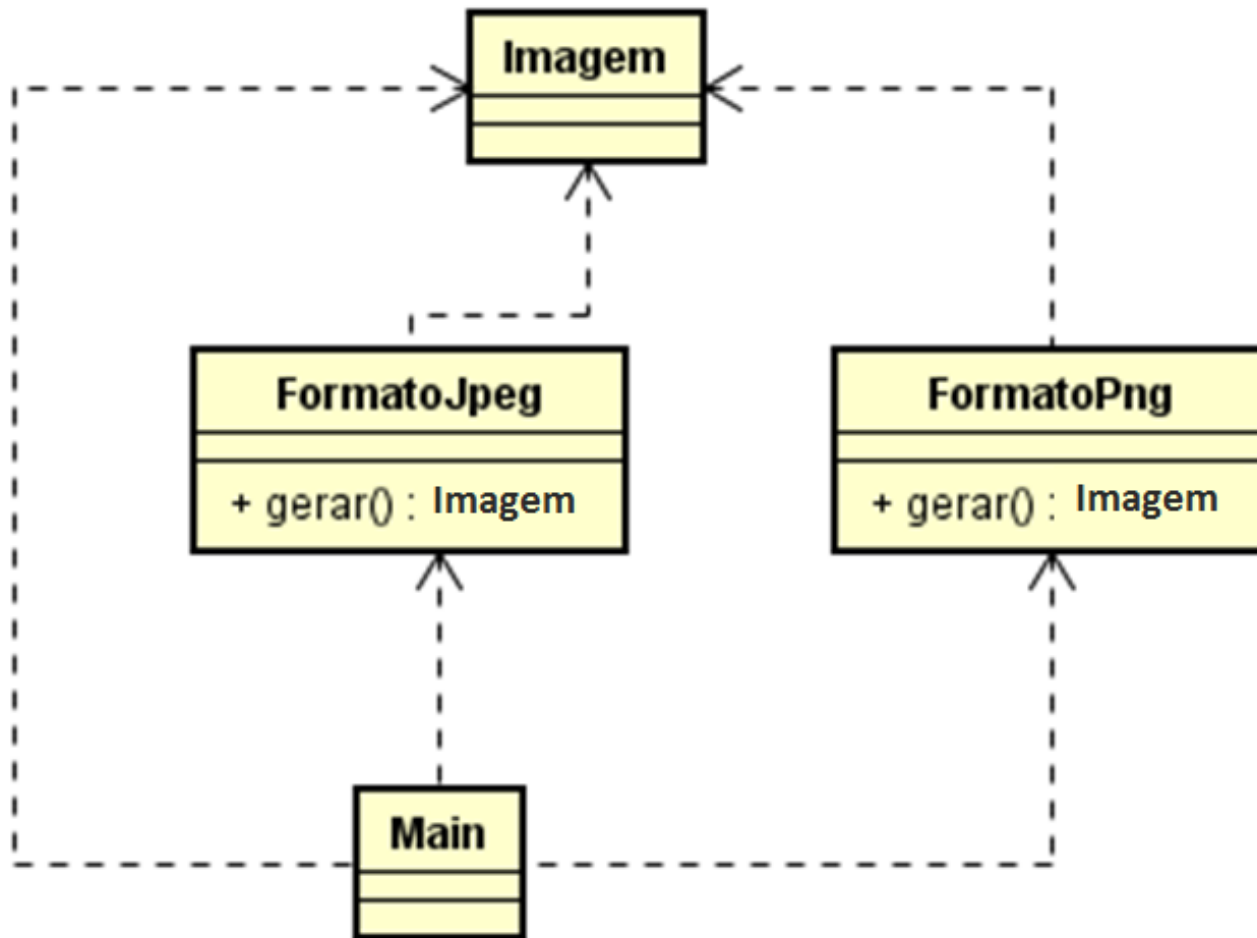 Imagem
FormatoJpeg
+ gerar() : Imagem
FormatoPng
+ gerar() : Imagem
Main